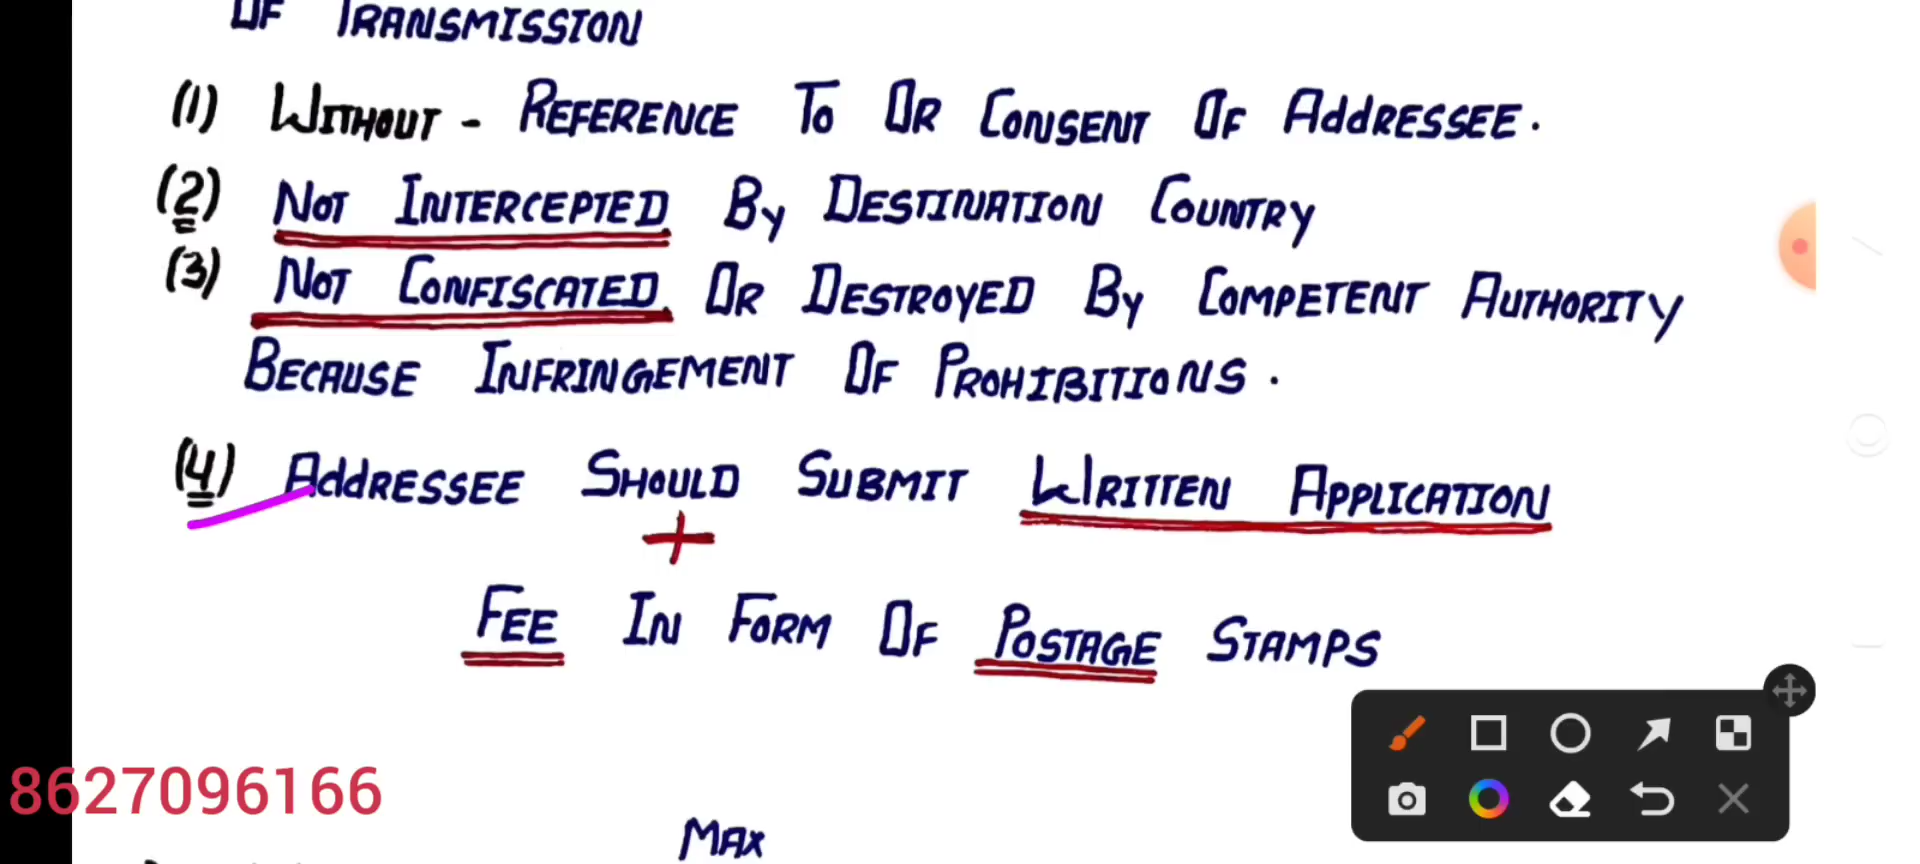 OF TRANSMISSION
(1) WITHOUT - REFERENCE TO OR CONSENT OF ADDRESSEE.
(2) NOT INTERCEPTED BY DESTINATION COUNTRY
(3) NOT CONFISCATED OR DESTROYED BY COMPETENT AUTHORITY
BECAUSE INFRINGEMENT OF PROHIBITIONS.
(4) ADDRESSEE SHOULD SUBMIT WRITTEN APPLICATION
+
FEE IN FORM OF POSTAGE STAMPS
8627096166
MAX